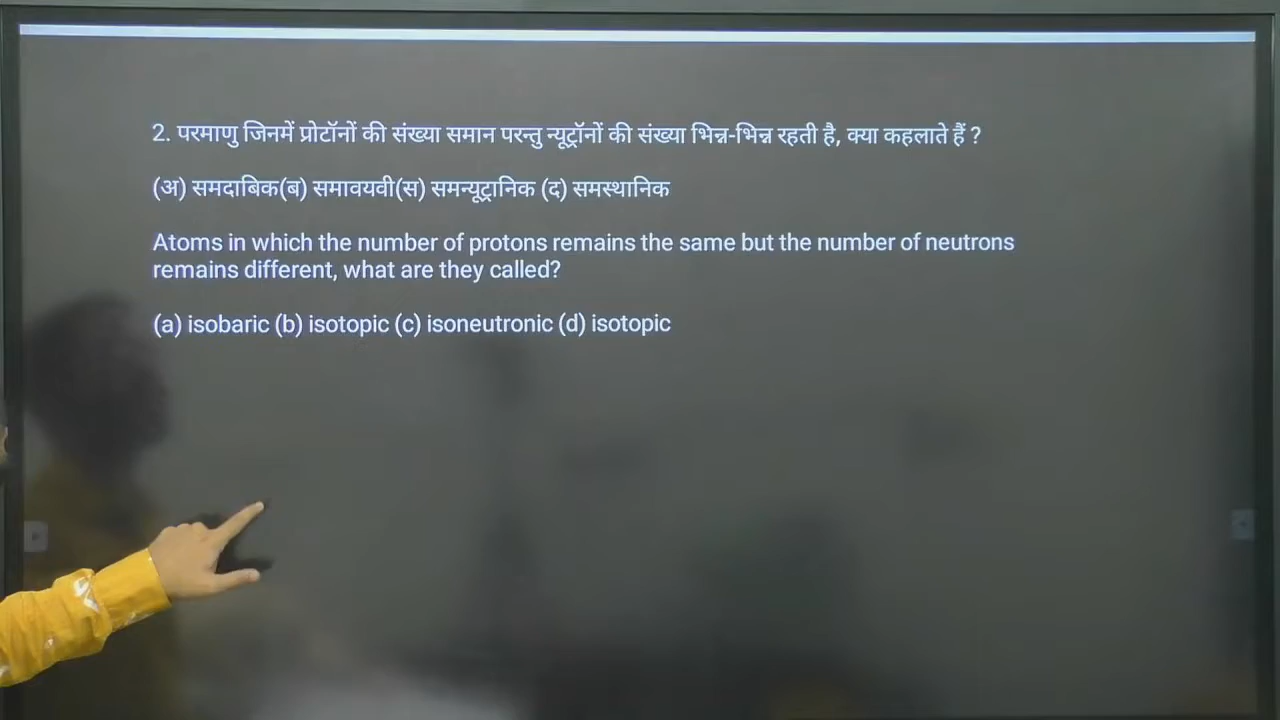 2. परमाणु जिनमें प्रोटॉनों की संख्या समान परन्तु न्यूट्रॉनों की संख्या भिन्न-भिन्न रहती है, क्या कहलाते हैं ?
(अ) समदाबिक(ब) समावयवी(स) समन्यूट्रानिक (द) समस्थानिक
Atoms in which the number of protons remains the same but the number of neutrons
remains different, what are they called?
(a) isobaric (b) isotopic (c) isoneutronic (d) isotopic